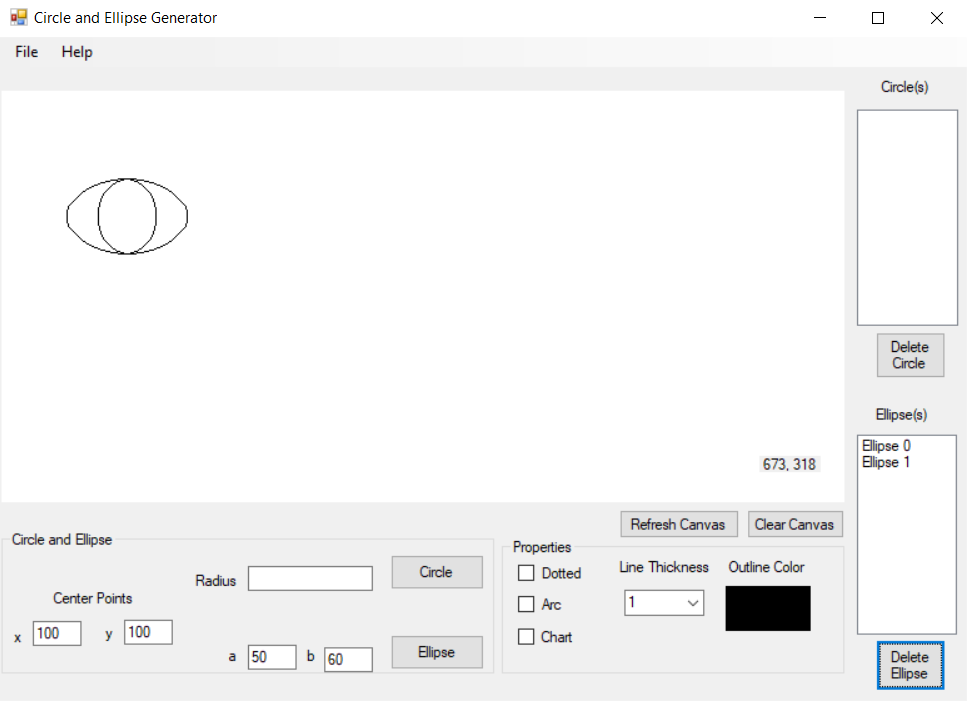 Circle and Ellipse Generator
File Help
Circle(s)
Delete
Circle
Ellipse(s)
Ellipse 0
Ellipse 1
673, 318
Refresh Canvas Clear Canvas
Circle and Ellipse
Radius
Circle
Center Points
x 100 y 100
a 50 b 60
Ellipse
Properties
Dotted
Arc
Chart
Line Thickness
1
Outline Color
Delete
Ellipse